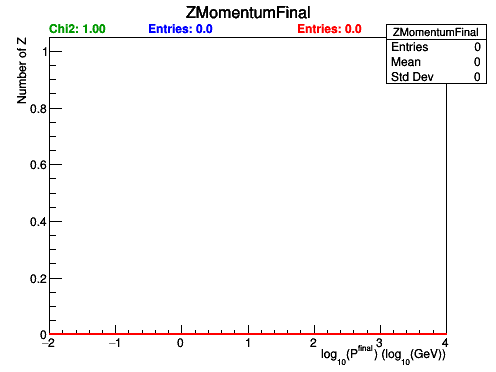 ZMomentumFinal
Chi2: 1.00 Entries: 0.0 Entries: 0.0
ZMomentumFinal
Entries 0
Mean 0
Std Dev 0
Number of Z
1
0.8
0.6
0.4
0.2
0
−2 −1 0 1 2 3 4
log10(Pfinal) (log10(GeV))